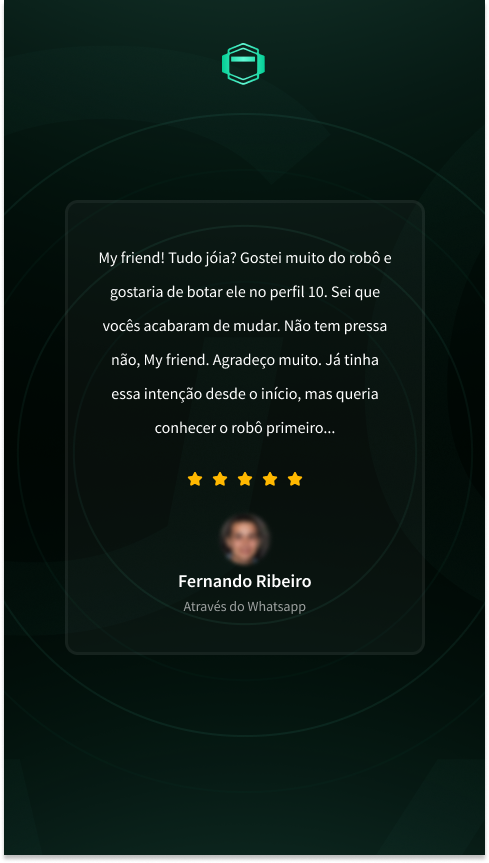 My friend! Tudo jóia? Gostei muito do robô e
gostaria de botar ele no perfil 10. Sei que
vocês acabaram de mudar. Não tem pressa
não, My friend. Agradeço muito. Já tinha
essa intenção desde o início, mas queria
conhecer o robô primeiro...
Fernando Ribeiro
Através do Whatsapp